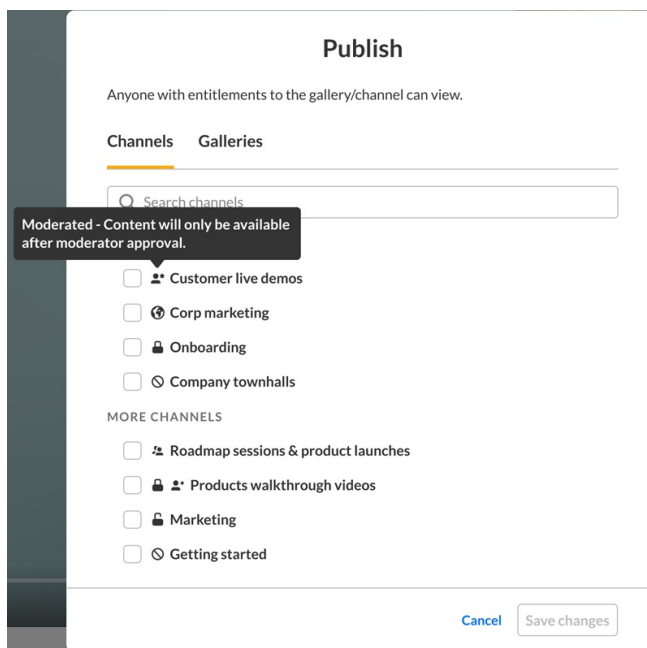 Publish
Anyone with entitlements to the gallery/channel can view.
Channels Galleries
Search channels
Moderated - Content will only be available
after moderator approval.
Customer live demos
Corp marketing
Onboarding
Company townhalls
MORE CHANNELS
Roadmap sessions & product launches
Products walkthrough videos
Marketing
Getting started
Cancel Save changes